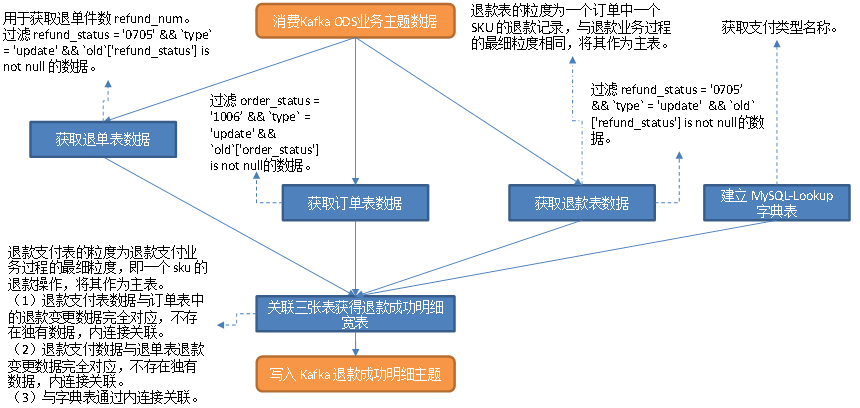 用于获取退单件数 refund_num。
过滤 refund_status = '0705' && `type`
= 'update' && `old`['refund_status'] is
not null 的数据。
消费Kafka ODS业务主题数据
退款表的粒度为一个订单中一个
SKU 的退款记录，与退款业务过程
的最细粒度相同，将其作为主表。
获取支付类型名称。
过滤 order_status =
'1006' && `type` =
'update' &&
`old`['order_status']
is not null的数据。
过滤 refund_status = '0705'
&& `type` = 'update' && `old`
['refund_status'] is not null的数
据。
获取退单表数据
获取订单表数据
获取退款表数据
建立 MySQL-Lookup
字典表
退款支付表的粒度为退款支付业
务过程的最细粒度，即一个 sku 的
退款操作，将其作为主表。
（1）退款支付表数据与订单表中
的退款变更数据完全对应，不存
在独有数据，内连接关联。
（2）退款支付数据与退单表退款
变更数据完全对应，不存在独有
数据，内连接关联。
（3）与字典表通过内连接关联。
关联三张表获得退款成功明细
宽表
写入 Kafka 退款成功明细主题